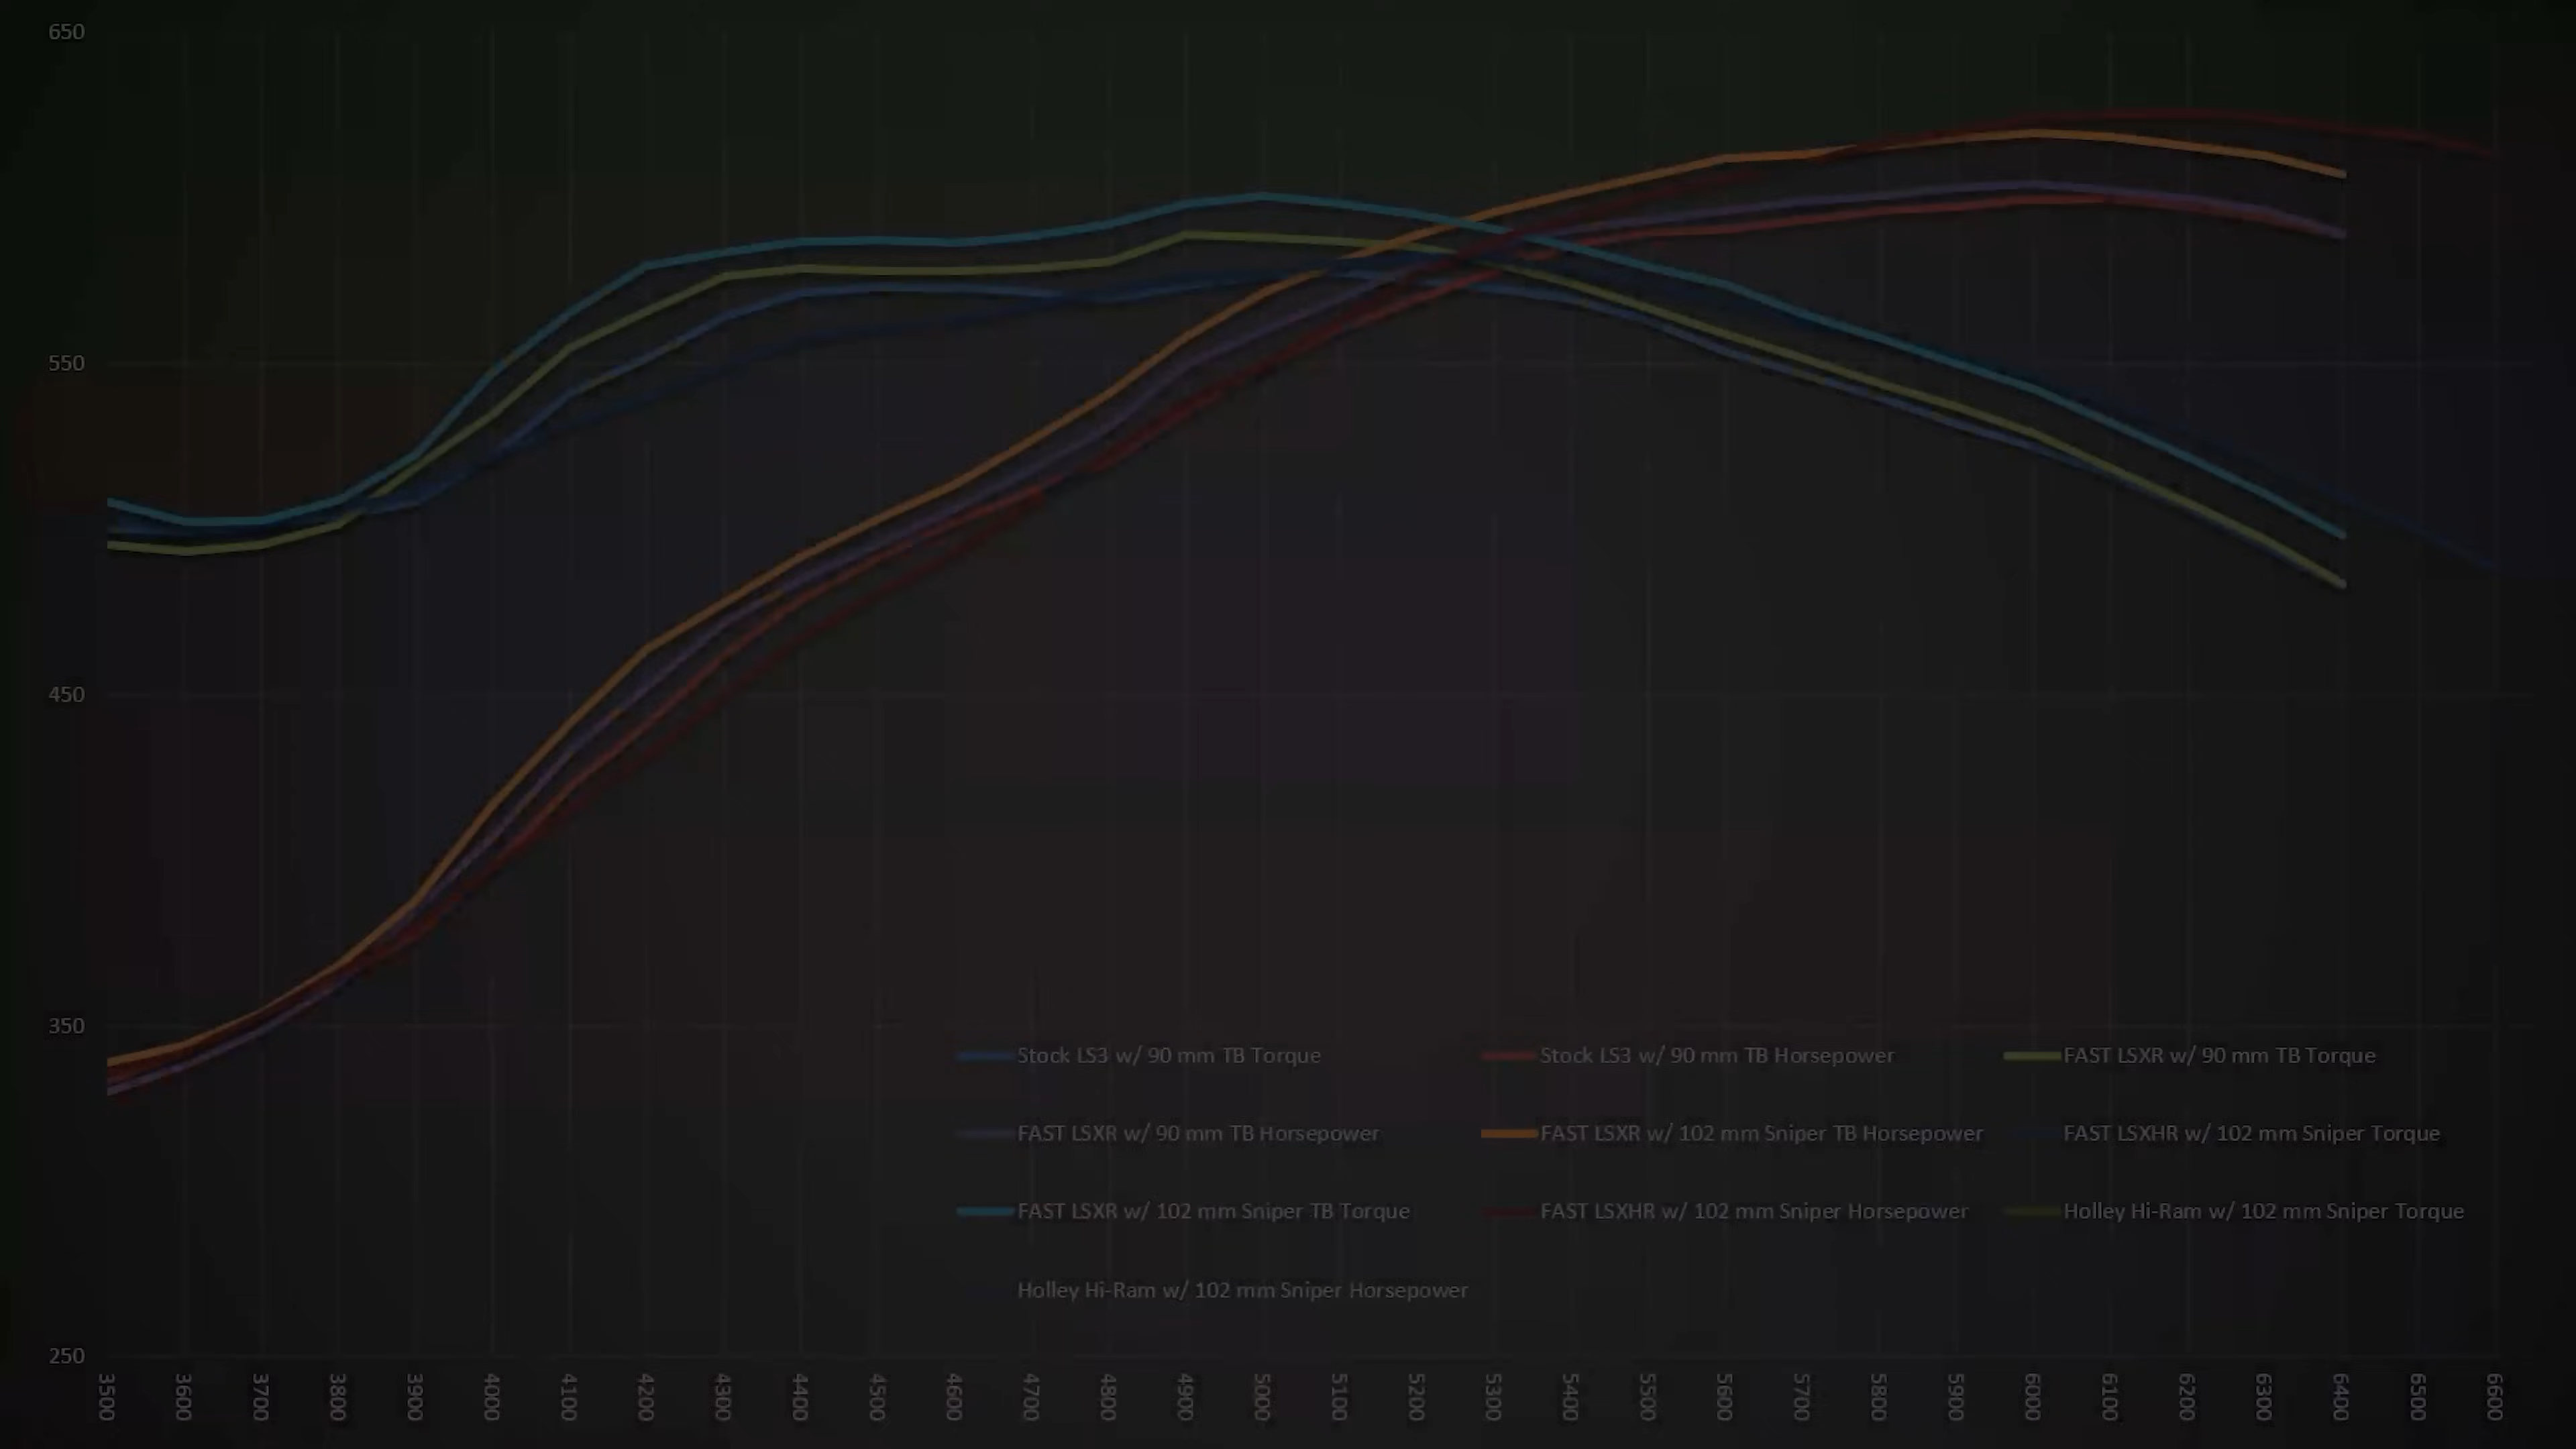 650
550
450
350
Stock LS3 w/ 90 mm TB Torque Stock LS3 w/ 90 mm TB Horsepower FAST LSXR w/ 90 mm TB Torque
FAST LSXR w/ 90 mm TB Horsepower FAST LSXR w/ 102 mm Sniper TB Horsepower FAST LSXHR w/ 102 mm Sniper Torque
FAST LSXR w/ 102 mm Sniper TB Torque FAST LSXHR w/ 102 mm Sniper Horsepower Holley Hi-Ram w/ 102 mm Sniper Torque
Holley Hi-Ram w/ 102 mm Sniper Horsepower
250
3500 3600 3700 3800 3900 4000 4100 4200 4300 4400 4500 4600 4700 4800 4900 5000 5100 5200 5300 5400 5500 5600 5700 5800 5900 6000 6100 6200 6300 6400 6500 6600